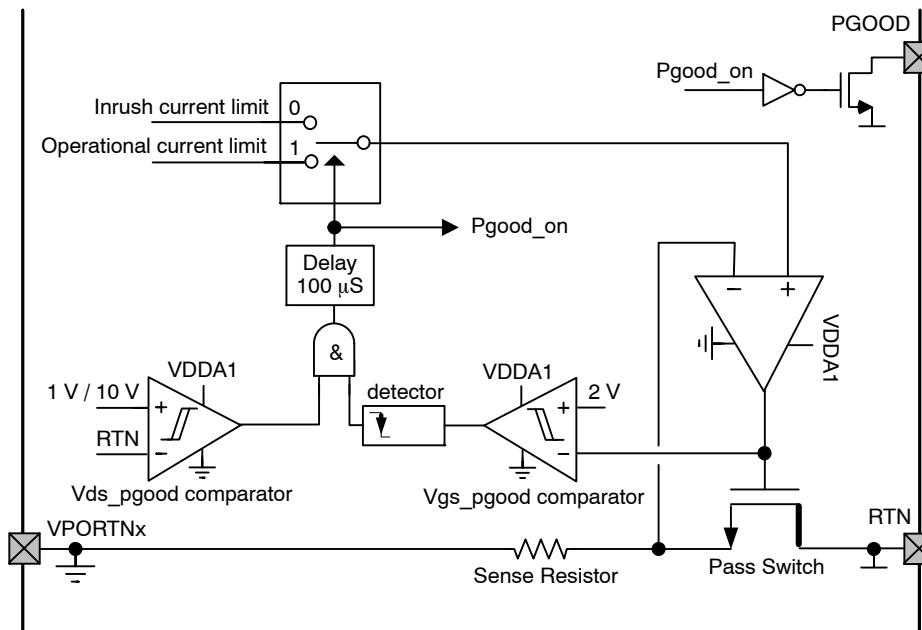 PGOOD
Pgood_on
Inrush current limit
0
Operational current limit
1
Pgood_on
Delay
100 μS
− +
VDDA1
&
1 V / 10 V
VDDA1
detector
VDDA1
2 V
+
+
RTN
−
−
Vds_pgood comparator
Vgs_pgood comparator
VPORTNx
RTN
Sense Resistor
Pass Switch